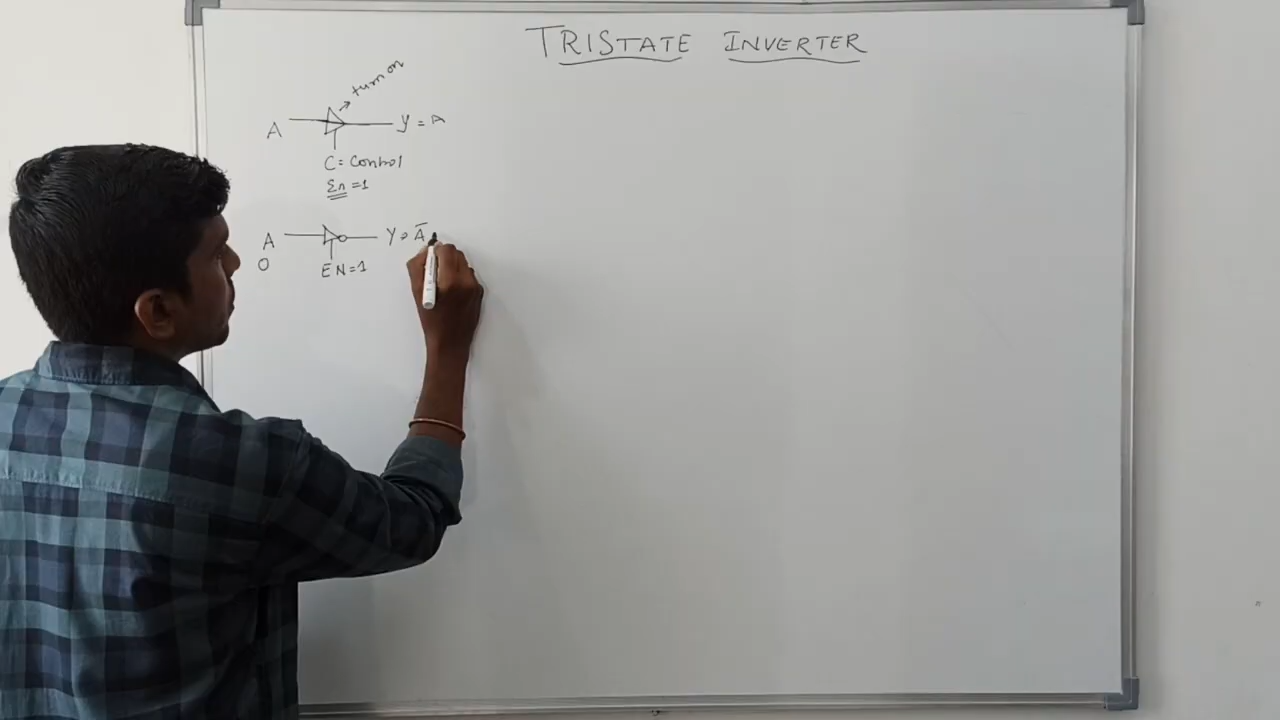 TRISTATE INVERTER
turn on
A y = A
C = Control
En = 1
A Y = Ā
0
EN = 1